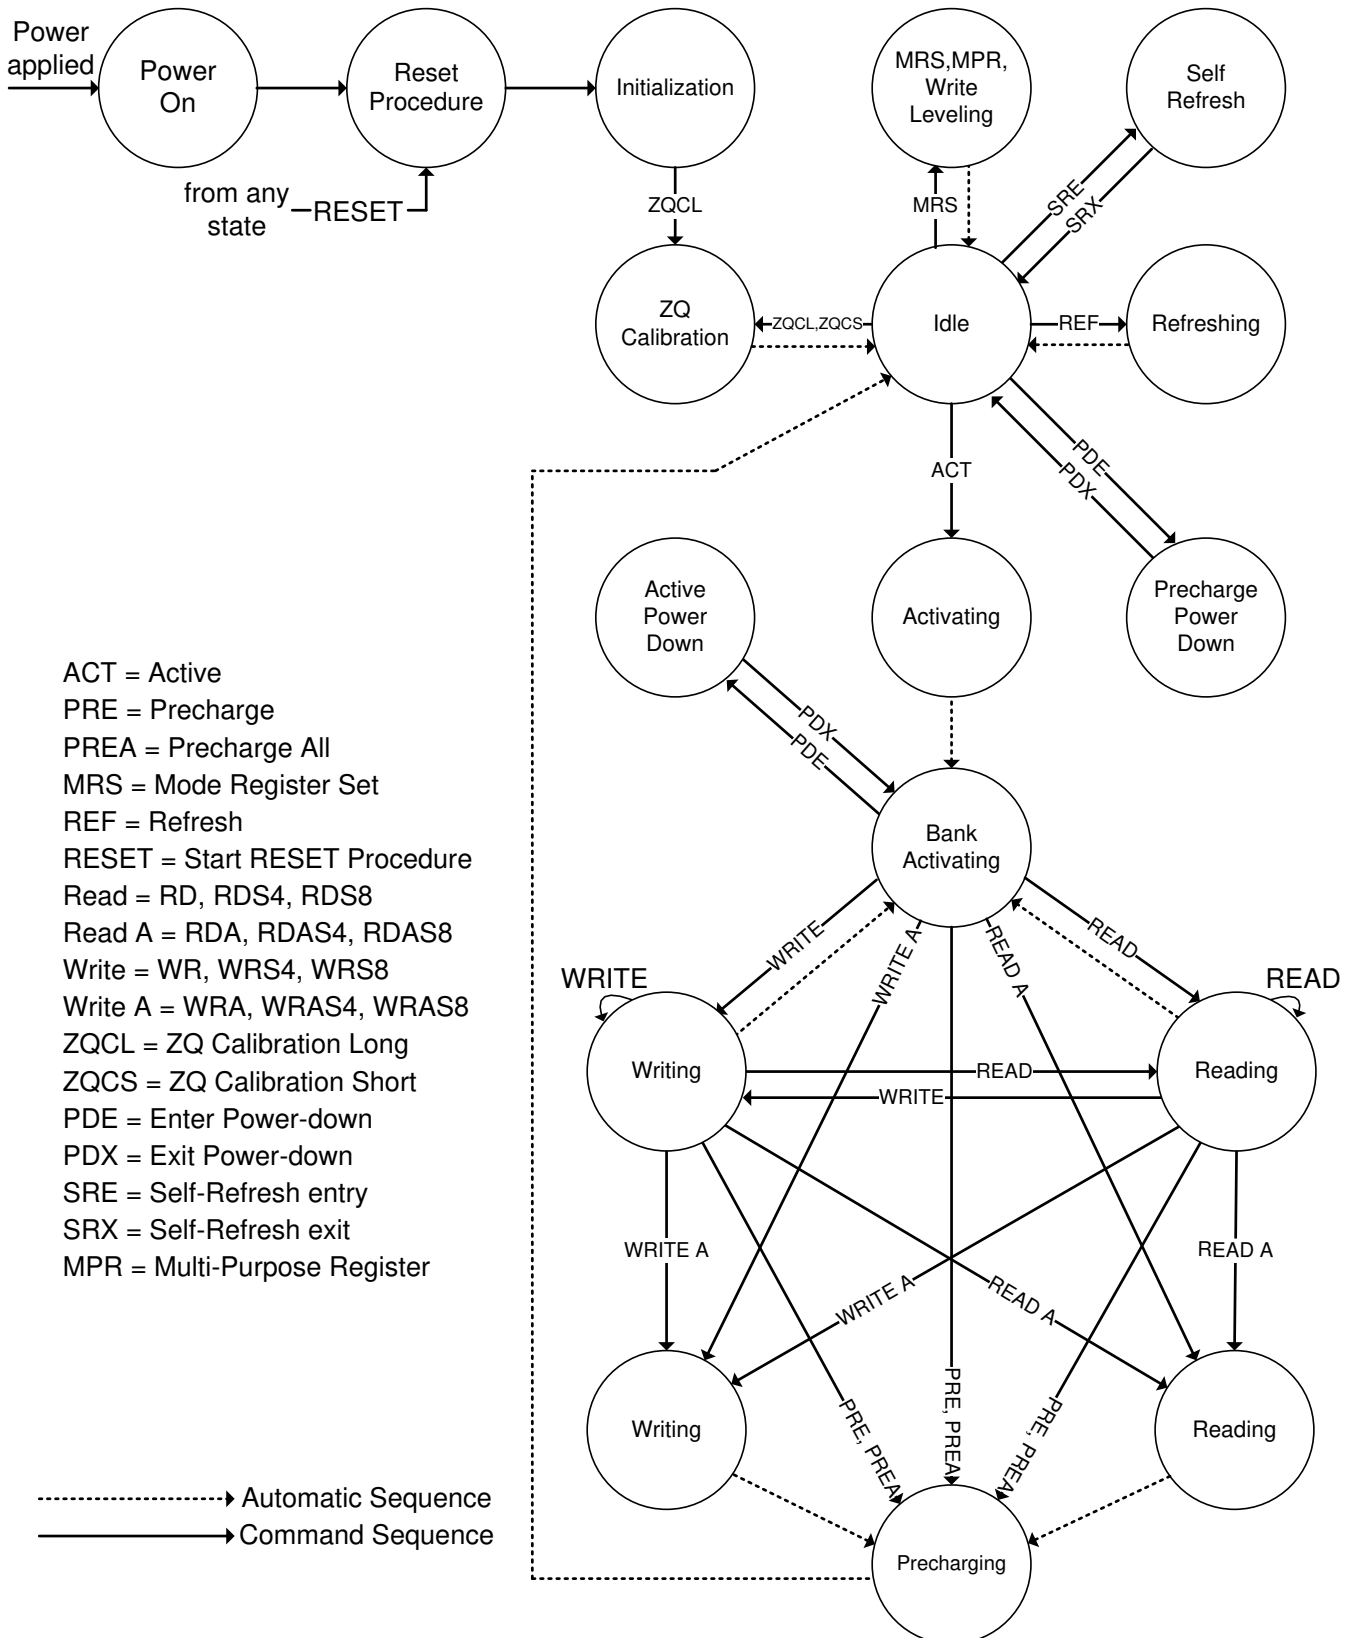 Power
applied
Power
On
Reset
Procedure
Initialization
MRS,MPR,
Write
Leveling
Self
Refresh
from any
state
RESET
ZQCL
MRS
SRE
SRX
ZQ
Calibration
ZQCL,ZQCS
Idle
REF
Refreshing
ACT
PDE
PDX
Active
Power
Down
Activating
Precharge
Power
Down
PDX
PDE
Bank
Activating
ACT = Active
PRE = Precharge
PREA = Precharge All
MRS = Mode Register Set
REF = Refresh
RESET = Start RESET Procedure
Read = RD, RDS4, RDS8
Read A = RDA, RDAS4, RDAS8
Write = WR, WRS4, WRS8
Write A = WRA, WRAS4, WRAS8
ZQCL = ZQ Calibration Long
ZQCS = ZQ Calibration Short
PDE = Enter Power-down
PDX = Exit Power-down
SRE = Self-Refresh entry
SRX = Self-Refresh exit
MPR = Multi-Purpose Register
WRITE
WRITE A
READ A
READ
WRITE
READ
Writing
READ
WRITE
Reading
WRITE A
WRITE A
READ A
READ A
PRE, PREA
PRE, PREA
PRE, PREA
Writing
Reading
Precharging
Automatic Sequence
Command Sequence